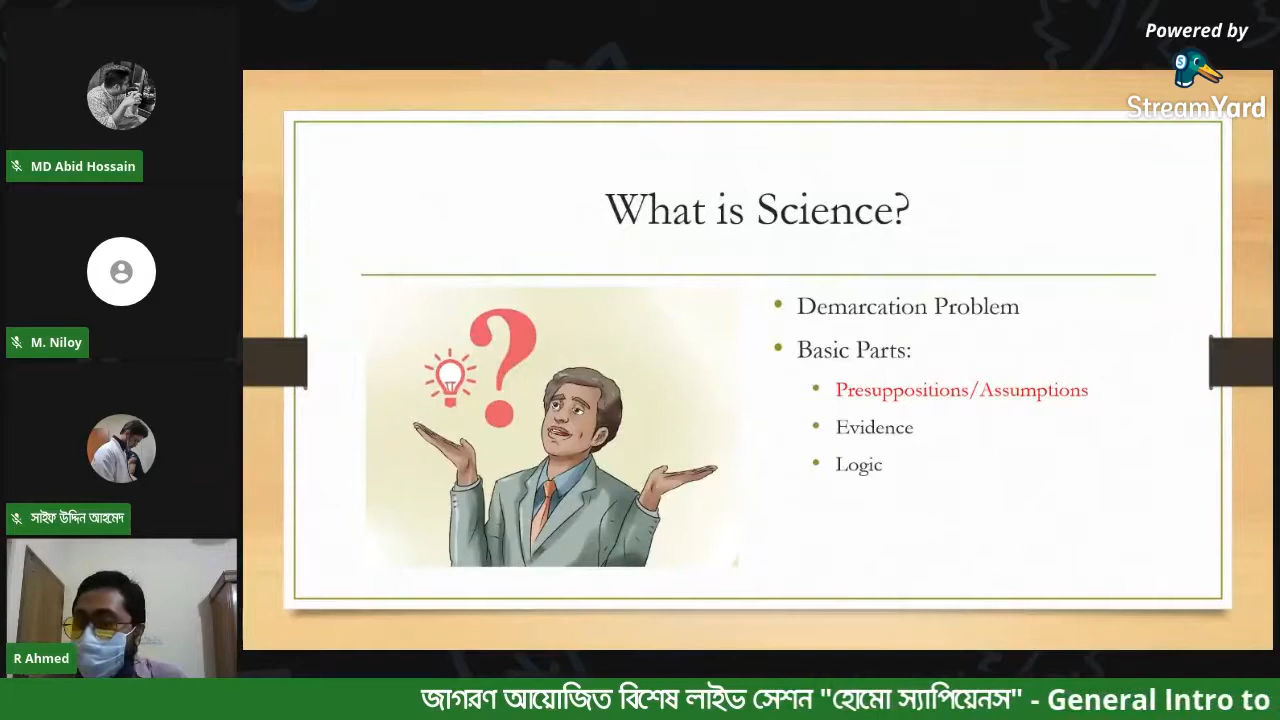 Powered by
StreamYard
MD Abid Hossain
M. Niloy
সাইফ উদ্দিন আহমেদ
R Ahmed
What is Science?
Demarcation Problem
Basic Parts:
Presuppositions/Assumptions
Evidence
Logic
জাগরণ আয়োজিত বিশেষ লাইভ সেশন "হোমো স্যাপিয়েনস" - General Intro to